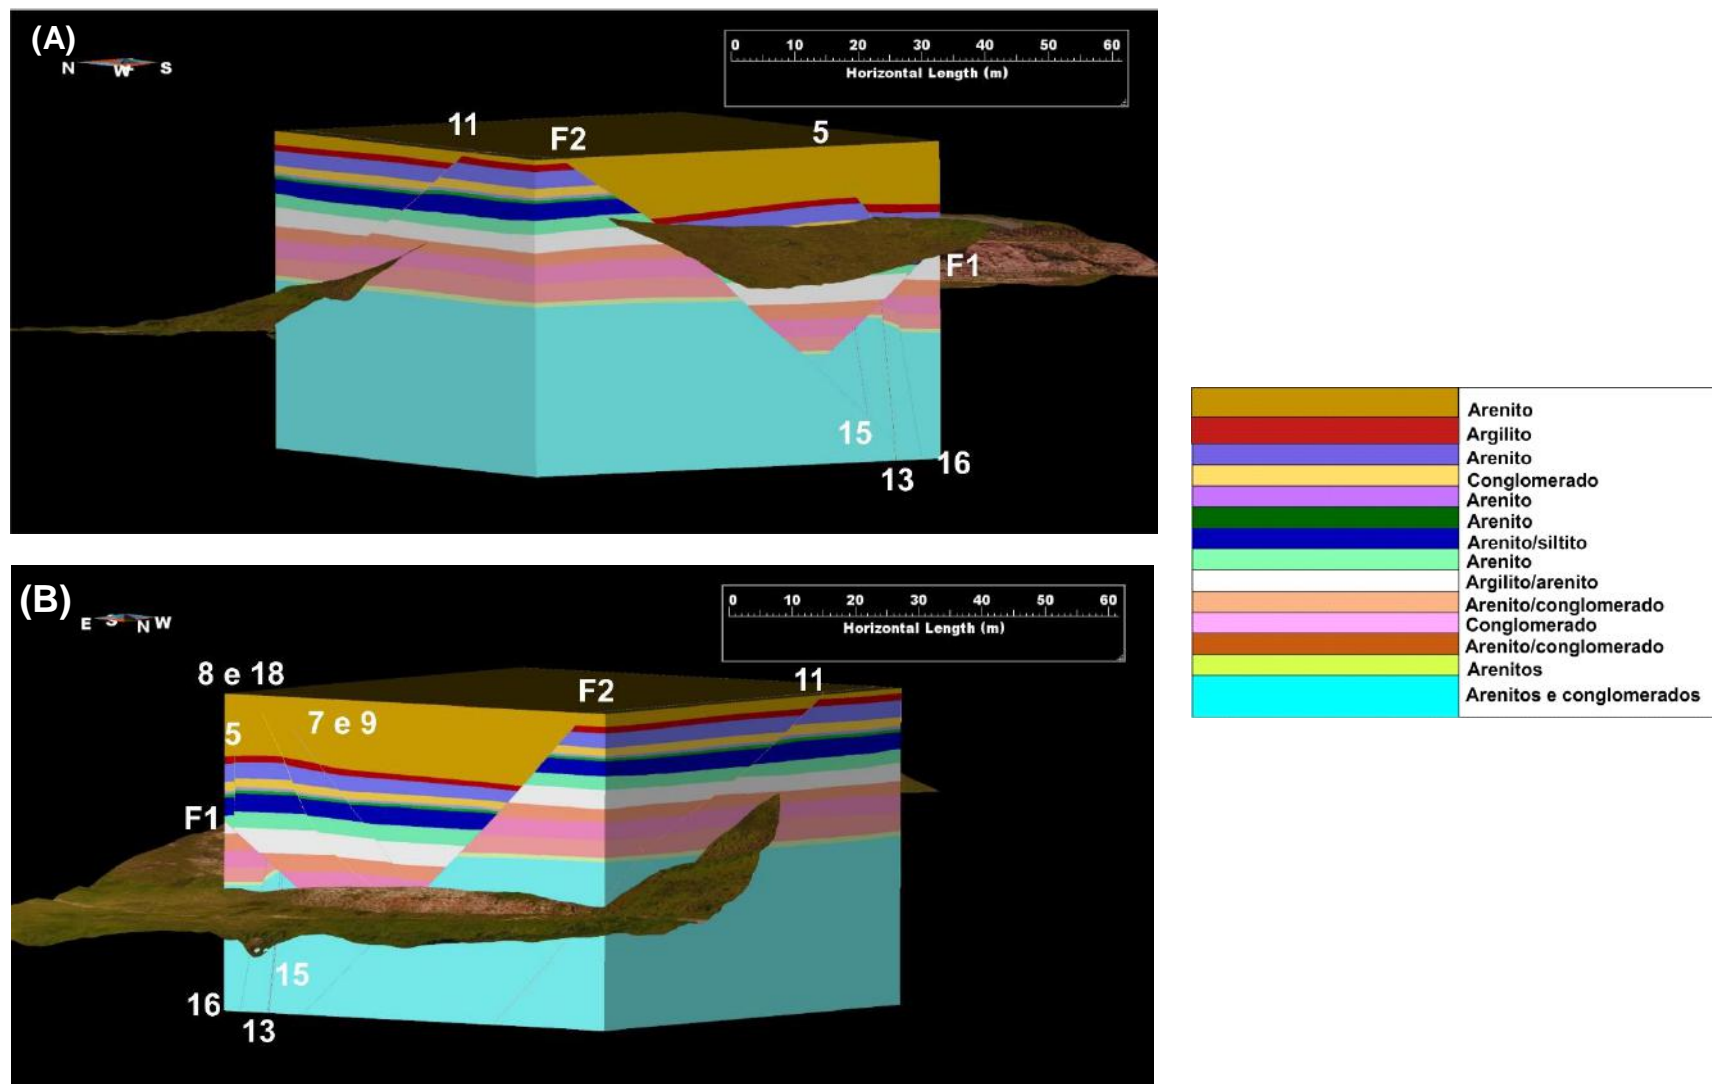 (A)
N W S
0 10 20 30 40 50 60
Horizontal Length (m)
11
F2
5
F1
15
13
16
(B)
E S N W
0 10 20 30 40 50 60
Horizontal Length (m)
8 e 18
F2
11
7 e 9
5
F1
15
16
13
Arenito
Argilito
Arenito
Conglomerado
Arenito
Arenito
Arenito/siltito
Arenito
Argilito/arenito
Arenito/conglomerado
Conglomerado
Arenito/conglomerado
Arenitos
Arenitos e conglomerados